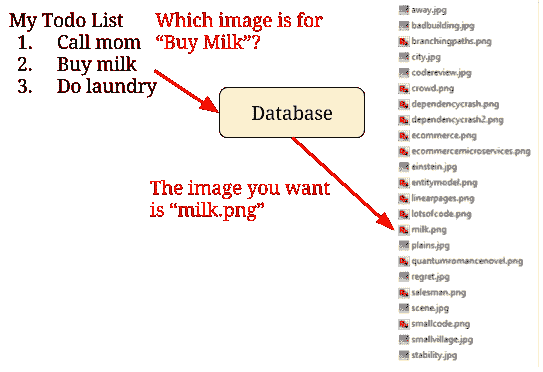 My Todo List
1. Call mom
2. Buy milk
3. Do laundry
Which image is for
“Buy Milk”?
Database
The image you want
is “milk.png”
away.jpg
badbuilding.jpg
branchingpaths.png
city.jpg
codereview.jpg
crowd.png
dependencycrash.png
dependencycrash2.png
ecommerce.png
ecommercemicroservices.png
einstein.jpg
entitymodel.png
linearpages.png
lotsofcode.png
milk.png
plains.jpg
quantumromancenovel.png
regret.jpg
salesman.png
scene.jpg
smallcode.png
smallvillage.jpg
stability.jpg